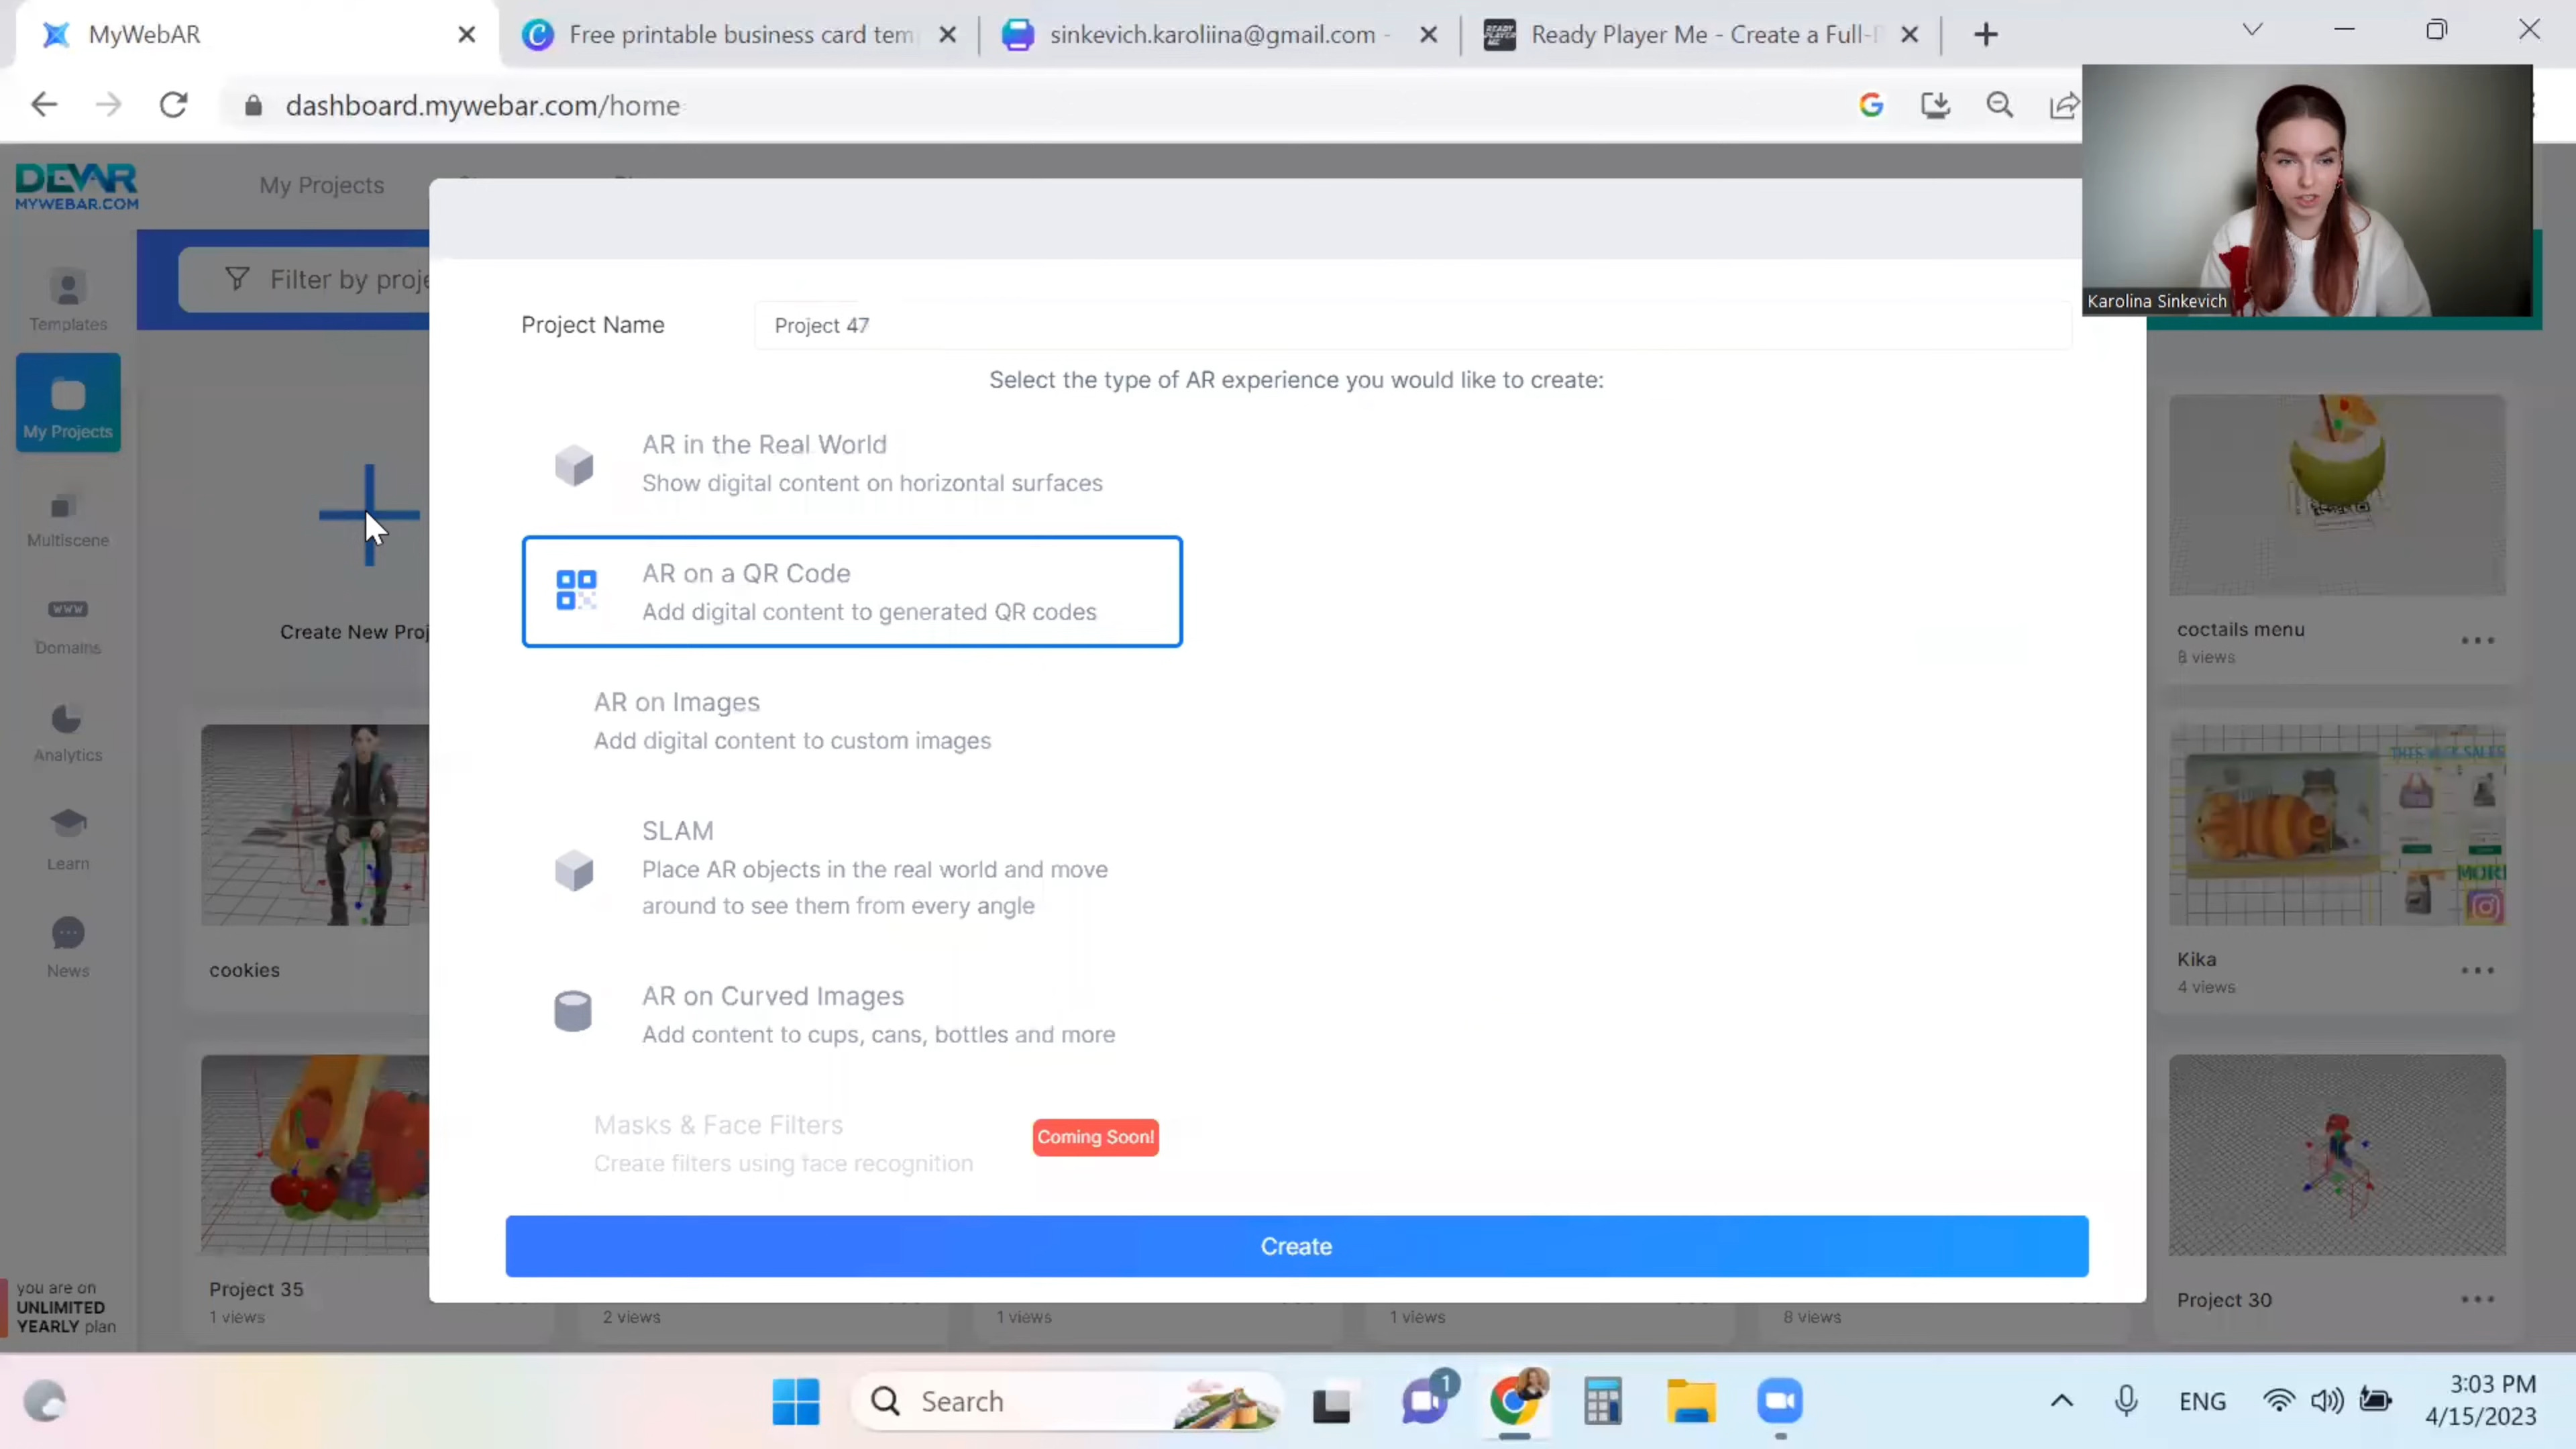 MyWebAR
Free printable business card tem
sinkevich.karoliina@gmail.com -
Ready Player Me - Create a Full-
dashboard.mywebar.com/home
DEVAR
MYWEBAR.COM
My Projects
Filter by proje
Templates
My Projects
Multiscene
WWW
Domains
Analytics
Learn
News
you are on
UNLIMITED
YEARLY plan
Create New Proj
cookies
Project 35
1 views
2 views
1 views
1 views
8 views
Project Name
Project 47
Select the type of AR experience you would like to create:
AR in the Real World
Show digital content on horizontal surfaces
AR on a QR Code
Add digital content to generated QR codes
AR on Images
Add digital content to custom images
SLAM
Place AR objects in the real world and move
around to see them from every angle
AR on Curved Images
Add content to cups, cans, bottles and more
Masks & Face Filters
Create filters using face recognition
Coming Soon!
Create
Karolina Sinkevich
coctails menu
8 views
THIS WEEK SALES
MORE
Kika
4 views
Project 30
Search
1
ENG
3:03 PM
4/15/2023